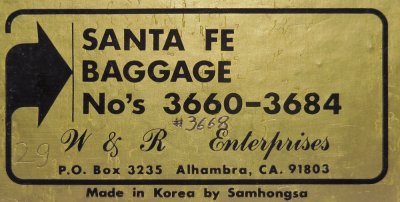 SANTA FE
BAGGAGE
No's 3660-3684
#3668
W & R Enterprises
29
P.O. Box 3235 Alhambra, CA. 91803
Made in Korea by Samhongsa